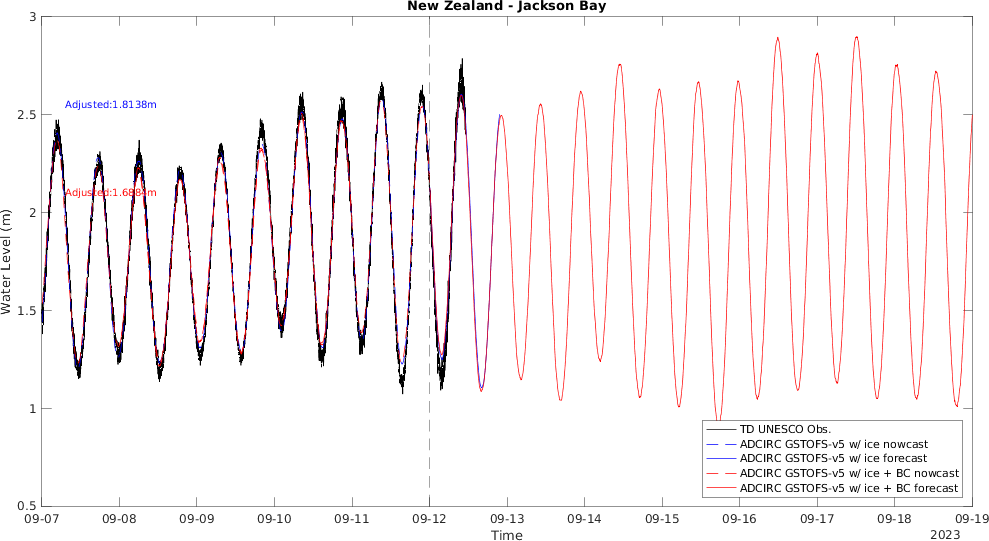 New Zealand - Jackson Bay
3
2.5
2
1.5
1
0.5
Water Level (m)
Adjusted:1.8138m
Adjusted:1.6884m
TD UNESCO Obs.
ADCIRC GSTOFS-v5 w/ ice nowcast
ADCIRC GSTOFS-v5 w/ ice forecast
ADCIRC GSTOFS-v5 w/ ice + BC nowcast
ADCIRC GSTOFS-v5 w/ ice + BC forecast
09-07 09-08 09-09 09-10 09-11 09-12 09-13 09-14 09-15 09-16 09-17 09-18 09-19
Time
2023